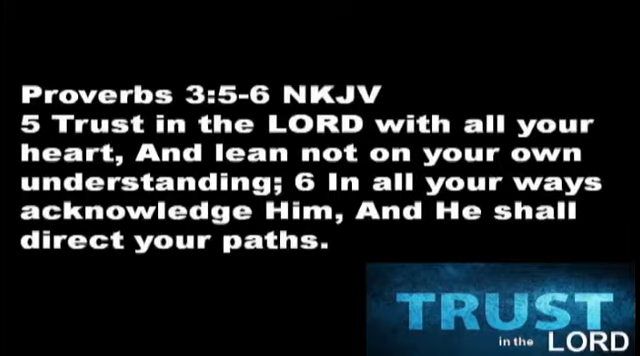 Proverbs 3:5-6 NKJV
5 Trust in the LORD with all your
heart, And lean not on your own
understanding; 6 In all your ways
acknowledge Him, And He shall
direct your paths.
TRUST
in the LORD